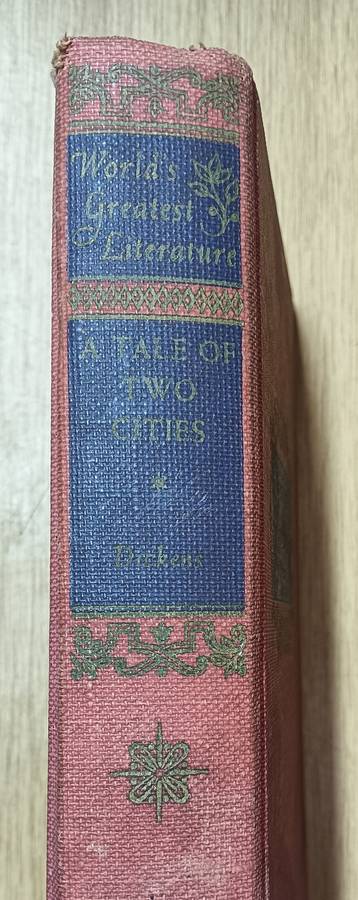 World's
Greatest
Literature
A TALE OF
TWO
CITIES
Dickens